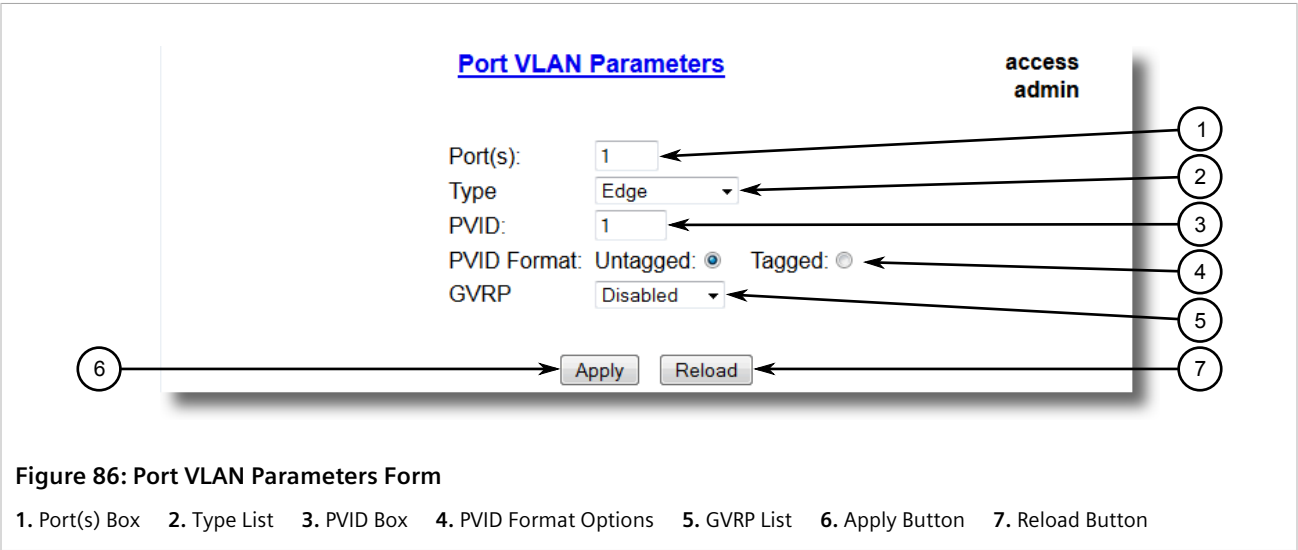 Port VLAN Parameters
access
admin
1
Port(s): 1
2
Type Edge
3
PVID: 1
PVID Format: Untagged: Tagged:
4
GVRP Disabled
5
6
Apply Reload
7
Figure 86: Port VLAN Parameters Form
1. Port(s) Box 2. Type List 3. PVID Box 4. PVID Format Options 5. GVRP List 6. Apply Button 7. Reload Button